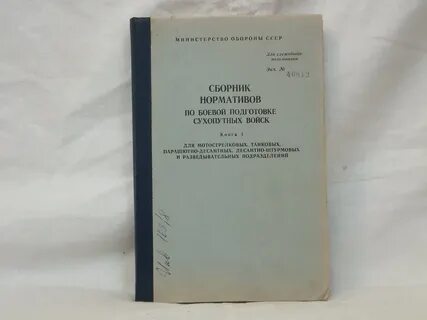 МИНИСТЕРСТВО ОБОРОНЫ СССР
Для служебного
пользования
Экз. №
СБОРНИК
НОРМАТИВОВ
ПО БОЕВОЙ ПОДГОТОВКЕ
СУХОПУТНЫХ ВОЙСК
Книга 1
ДЛЯ МОТОСТРЕЛКОВЫХ, ТАНКОВЫХ,
ПАРАШЮТНО-ДЕСАНТНЫХ, ДЕСАНТНО-ШТУРМОВЫХ
И РАЗВЕДЫВАТЕЛЬНЫХ ПОДРАЗДЕЛЕНИЙ